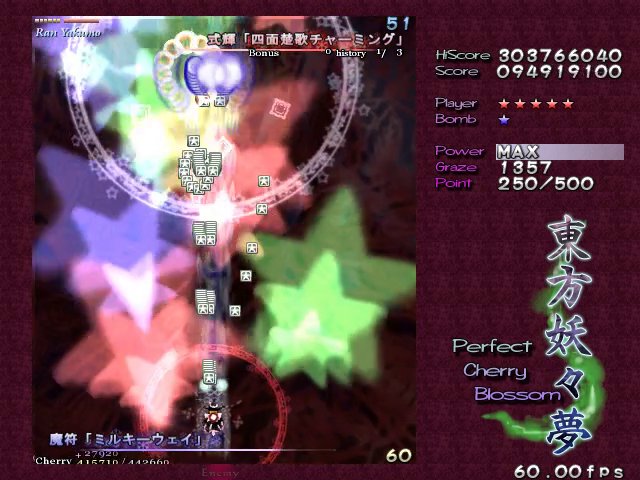 51
Ran Yakumo
式輝「四面楚歌チャーミング」
Bonus 0 history 1/ 3
HiScore 303766040
Score 094919100
Player
Bomb
Power MAX
Graze 1357
Point 250/500
東方妖々夢
Perfect
Cherry
Blossom
魔符「ミルキーウェイ」
+ 27920
Cherry 415710/442660
60
Enemy
60.00fps